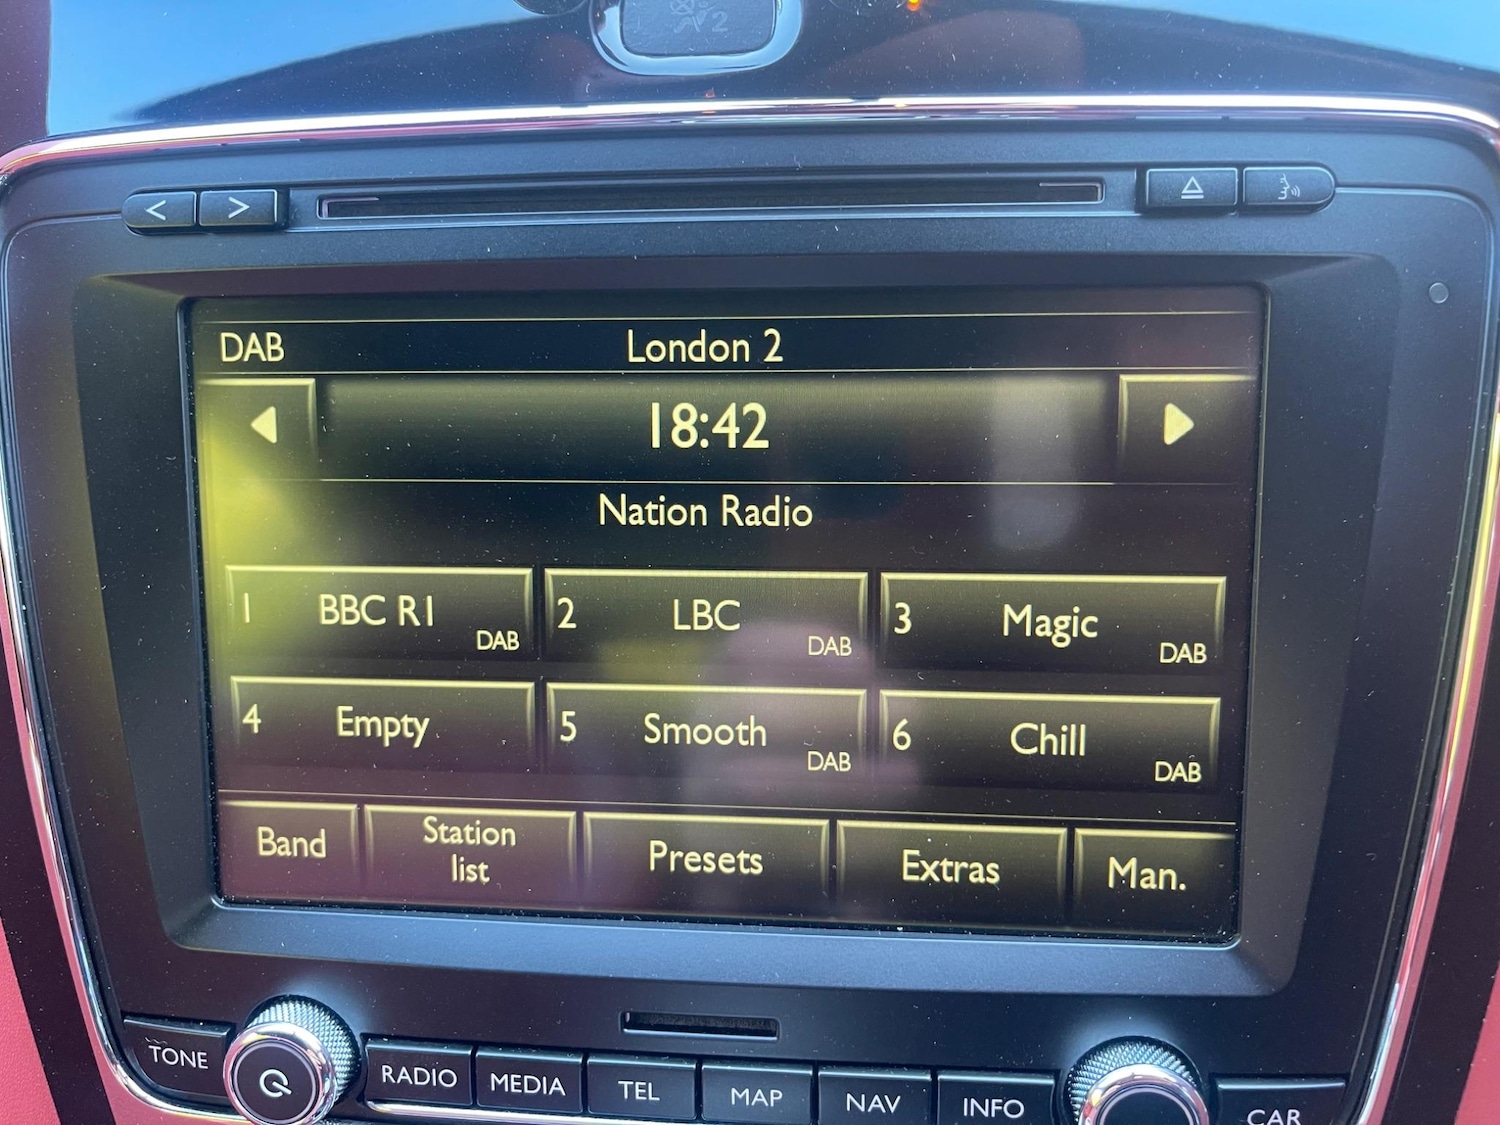 DAB London 2
18:42
Nation Radio
1 BBC R1 DAB 2 LBC DAB 3 Magic DAB
4 Empty 5 Smooth DAB 6 Chill DAB
Band Station list Presets Extras Man.
TONE RADIO MEDIA TEL MAP NAV INFO CAR